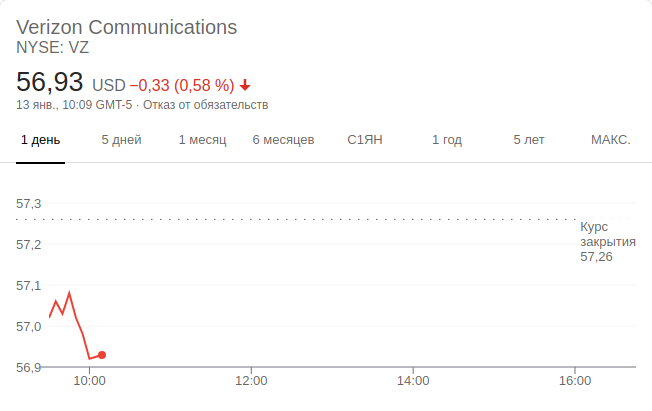 Verizon Communications
NYSE: VZ
56,93 USD −0,33 (0,58 %)
13 янв., 10:09 GMT-5 · Отказ от обязательств
1 день 5 дней 1 месяц 6 месяцев С1ЯН 1 год 5 лет МАКС.
57,3
Курс
закрытия
57,26
57,2
57,1
57,0
56,9
10:00 12:00 14:00 16:00